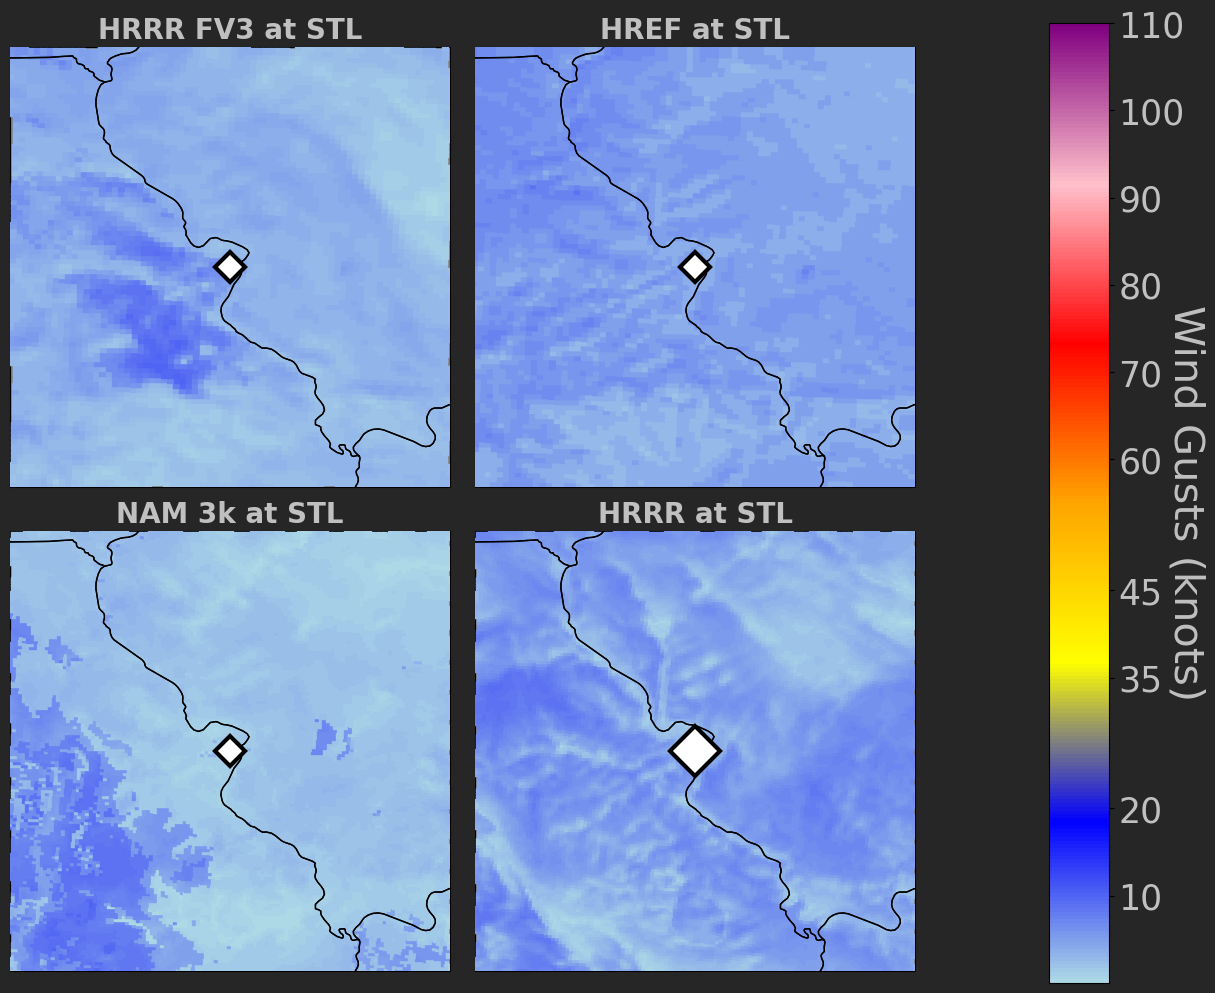 HRRR FV3 at STL
HREF at STL
NAM 3k at STL
HRRR at STL
110
100
90
80
70
60
45
35
20
10
Wind Gusts (knots)